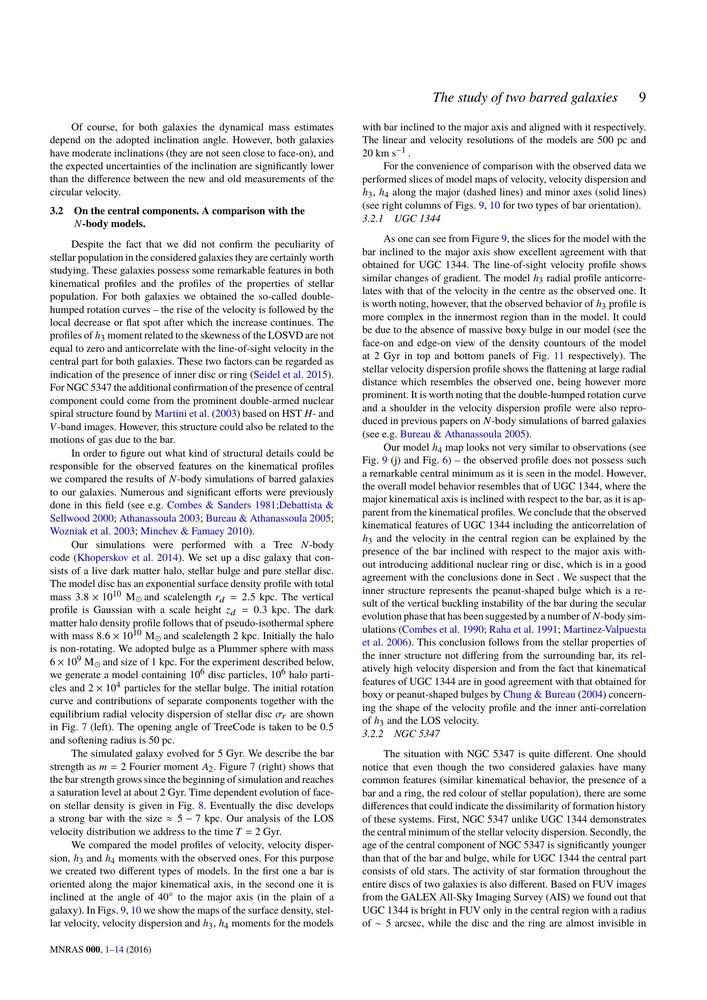 The study of two barred galaxies 9
Of course, for both galaxies the dynamical mass estimates
depend on the adopted inclination angle. However, both galaxies
have moderate inclinations (they are not seen close to face-on), and
the expected uncertainties of the inclination are significantly lower
than the difference between the new and old measurements of the
circular velocity.
3.2 On the central components. A comparison with the
N-body models.
Despite the fact that we did not confirm the peculiarity of
stellar population in the considered galaxies they are certainly worth
studying. These galaxies possess some remarkable features in both
kinematical profiles and the profiles of the properties of stellar
population. For both galaxies we obtained the so-called double-
humped rotation curves – the rise of the velocity is followed by the
local decrease or flat spot after which the increase continues. The
profiles of h3 moment related to the skewness of the LOSVD are not
equal to zero and anticorrelate with the line-of-sight velocity in the
central part for both galaxies. These two factors can be regarded as
indication of the presence of inner disc or ring (Seidel et al. 2015).
For NGC 5347 the additional confirmation of the presence of central
component could come from the prominent double-armed nuclear
spiral structure found by Martini et al. (2003) based on HST H- and
V-band images. However, this structure could also be related to the
motions of gas due to the bar.
In order to figure out what kind of structural details could be
responsible for the observed features on the kinematical profiles
we compared the results of N-body simulations of barred galaxies
to our galaxies. Numerous and significant efforts were previously
done in this field (see e.g. Combes & Sanders 1981;Debattista &
Sellwood 2000; Athanassoula 2003; Bureau & Athanassoula 2005;
Wozniak et al. 2003; Minchev & Famaey 2010).
Our simulations were performed with a Tree N-body
code (Khoperskov et al. 2014). We set up a disc galaxy that con-
sists of a live dark matter halo, stellar bulge and pure stellar disc.
The model disc has an exponential surface density profile with total
mass 3.8 × 10^10 M⊙ and scalelength r_d = 2.5 kpc. The vertical
profile is Gaussian with a scale height z_d = 0.3 kpc. The dark
matter halo density profile follows that of pseudo-isothermal sphere
with mass 8.6 × 10^10 M⊙ and scalelength 2 kpc. Initially the halo
is non-rotating. We adopted bulge as a Plummer sphere with mass
6 × 10^9 M⊙ and size of 1 kpc. For the experiment described below,
we generate a model containing 10^6 disc particles, 10^6 halo parti-
cles and 2 × 10^4 particles for the stellar bulge. The initial rotation
curve and contributions of separate components together with the
equilibrium radial velocity dispersion of stellar disc σ_r are shown
in Fig. 7 (left). The opening angle of TreeCode is taken to be 0.5
and softening radius is 50 pc.
The simulated galaxy evolved for 5 Gyr. We describe the bar
strength as m = 2 Fourier moment A2. Figure 7 (right) shows that
the bar strength grows since the beginning of simulation and reaches
a saturation level at about 2 Gyr. Time dependent evolution of face-
on stellar density is given in Fig. 8. Eventually the disc develops
a strong bar with the size ≈ 5 − 7 kpc. Our analysis of the LOS
velocity distribution we address to the time T = 2 Gyr.
We compared the model profiles of velocity, velocity disper-
sion, h3 and h4 moments with the observed ones. For this purpose
we created two different types of models. In the first one a bar is
oriented along the major kinematical axis, in the second one it is
inclined at the angle of 40° to the major axis (in the plain of a
galaxy). In Figs. 9, 10 we show the maps of the surface density, stel-
lar velocity, velocity dispersion and h3, h4 moments for the models
with bar inclined to the major axis and aligned with it respectively.
The linear and velocity resolutions of the models are 500 pc and
20 km s^−1.
For the convenience of comparison with the observed data we
performed slices of model maps of velocity, velocity dispersion and
h3, h4 along the major (dashed lines) and minor axes (solid lines)
(see right columns of Figs. 9, 10 for two types of bar orientation).
3.2.1 UGC 1344
As one can see from Figure 9, the slices for the model with the
bar inclined to the major axis show excellent agreement with that
obtained for UGC 1344. The line-of-sight velocity profile shows
similar changes of gradient. The model h3 radial profile anticorre-
lates with that of the velocity in the centre as the observed one. It
is worth noting, however, that the observed behavior of h3 profile is
more complex in the innermost region than in the model. It could
be due to the absence of massive boxy bulge in our model (see the
face-on and edge-on view of the density countours of the model
at 2 Gyr in top and bottom panels of Fig. 11 respectively). The
stellar velocity dispersion profile shows the flattening at large radial
distance which resembles the observed one, being however more
prominent. It is worth noting that the double-humped rotation curve
and a shoulder in the velocity dispersion profile were also repro-
duced in previous papers on N-body simulations of barred galaxies
(see e.g. Bureau & Athanassoula 2005).
Our model h4 map looks not very similar to observations (see
Fig. 9 (j) and Fig. 6) – the observed profile does not possess such
a remarkable central minimum as it is seen in the model. However,
the overall model behavior resembles that of UGC 1344, where the
major kinematical axis is inclined with respect to the bar, as it is ap-
parent from the kinematic profiles. We conclude that the observed
kinematical features of UGC 1344 including the anticorrelation of
h3 and the velocity in the central region can be explained by the
presence of the bar inclined with respect to the major axis with-
out introducing additional nuclear ring or disc, which is in a good
agreement with the conclusions done in Sect . We suspect that the
inner structure represents the peanut-shaped bulge which is a re-
sult of the vertical buckling instability of the bar during the secular
evolution phase that has been suggested by a number of N-body sim-
ulations (Combes et al. 1990; Raha et al. 1991; Martinez-Valpuesta
et al. 2006). This conclusion follows from the stellar properties of
the inner structure not differing from the surrounding bar, its rel-
atively high velocity dispersion and from the fact that kinematical
features of UGC 1344 are in good agreement with that obtained for
boxy or peanut-shaped bulges by Chung & Bureau (2004) concern-
ing the shape of the velocity profile and the inner anti-correlation
of h3 and the LOS velocity.
3.2.2 NGC 5347
The situation with NGC 5347 is quite different. One should
notice that even though the two considered galaxies have many
common features (similar kinematical behavior, the presence of a
bar and a ring, the red colour of stellar population), there are some
differences that could indicate the dissimilarity of formation history
of these systems. First, NGC 5347 unlike UGC 1344 demonstrates
the central minimum of the stellar velocity dispersion. Secondly, the
age of the central component of NGC 5347 is significantly younger
than that of the bar and bulge, while for UGC 1344 the central part
consists of old stars. The activity of star formation throughout the
entire discs of two galaxies is also different. Based on FUV images
from the GALEX All-Sky Imaging Survey (AIS) we found out that
UGC 1344 is bright in FUV only in the central region with a radius
of ∼ 5 arcsec, while the disc and the ring are almost invisible in
MNRAS 000, 1–14 (2016)